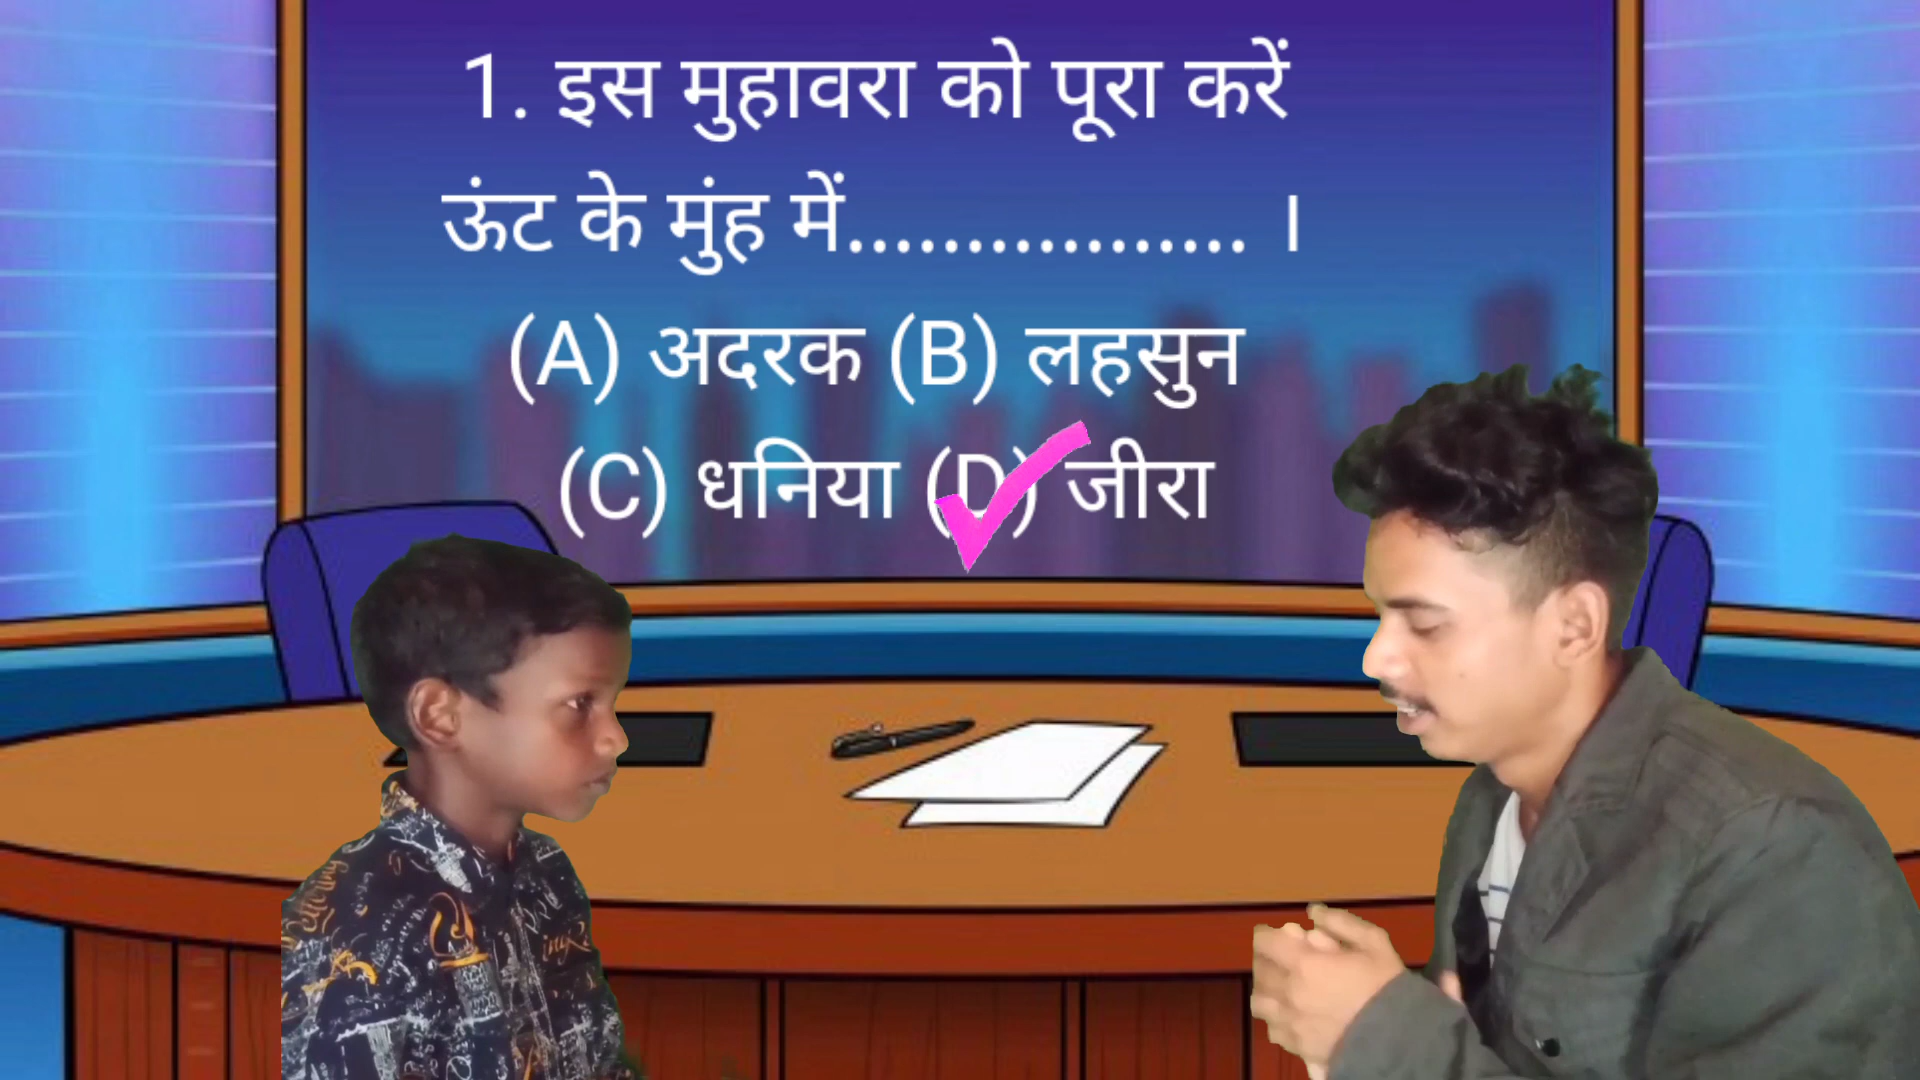 1. इस मुहावरा को पूरा करें
ऊंट के मुंह में................. ।
(A) अदरक (B) लहसुन
(C) धनिया (D) जीरा